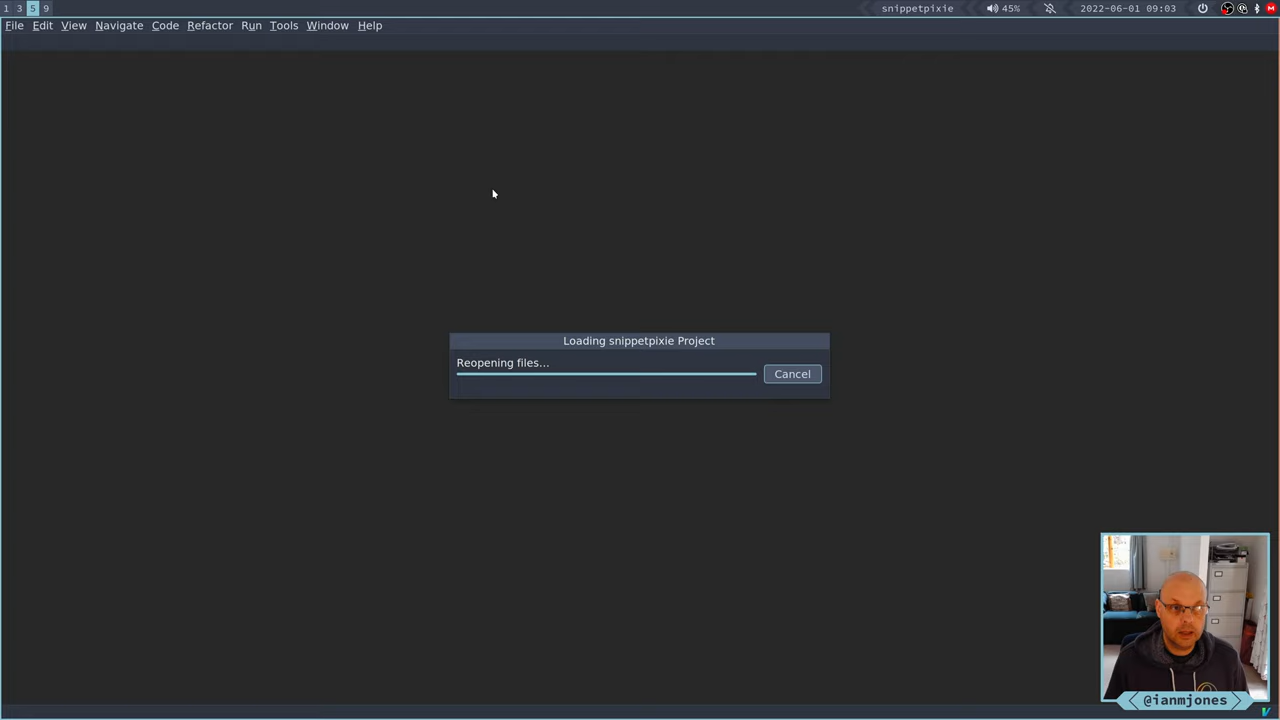 1 3 5 9 snippetpixie 45% 2022-06-01 09:03
File Edit View Navigate Code Refactor Run Tools Window Help
Loading snippetpixie Project
Reopening files...
Cancel
@ianmjones